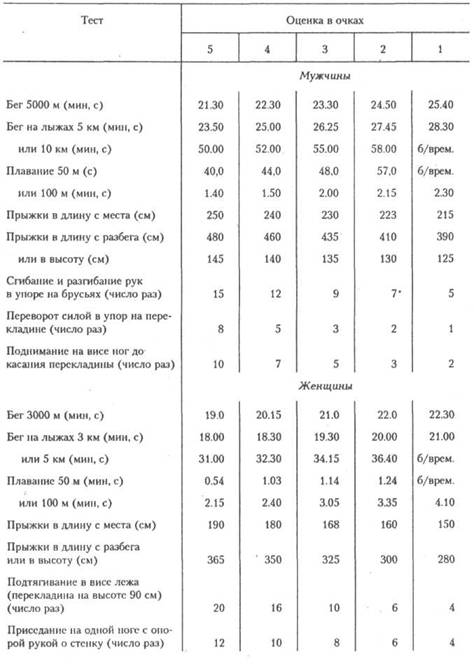 Тест Оценка в очках
5 4 3 2 1
Мужчины
Бег 5000 м (мин, с) 21.30 22.30 23.30 24.50 25.40
Бег на лыжах 5 км (мин, с) 23.50 25.00 26.25 27.45 28.30
или 10 км (мин, с) 50.00 52.00 55.00 58.00 б/врем.
Плавание 50 м (с) 40,0 44,0 48,0 57,0 б/врем.
или 100 м (мин, с) 1.40 1.50 2.00 2.15 2.30
Прыжки в длину с места (см) 250 240 230 223 215
Прыжки в длину с разбега (см) 480 460 435 410 390
или в высоту (см) 145 140 135 130 125
Сгибание и разгибание рук
в упоре на брусьях (число раз) 15 12 9 7* 5
Переворот силой в упор на пере-
кладине (число раз) 8 5 3 2 1
Поднимание на висе ног до
касания перекладины (число раз) 10 7 5 3 2
Женщины
Бег 3000 м (мин, с) 19.0 20.15 21.0 22.0 22.30
Бег на лыжах 3 км (мин, с) 18.00 18.30 19.30 20.00 21.00
или 5 км (мин, с) 31.00 32.30 34.15 36.40 б/врем.
Плавание 50 м (мин, с) 0.54 1.03 1.14 1.24 б/врем.
или 100 м (мин, с) 2.15 2.40 3.05 3.35 4.10
Прыжки в длину с места (см) 190 180 168 160 150
Прыжки в длину с разбега
или в высоту (см) 365 350 325 300 280
Подтягивание в висе лежа
(перекладина на высоте 90 см)
(число раз) 20 16 10 6 4
Приседание на одной ноге с опо-
рой рукой о стенку (число раз) 12 10 8 6 4